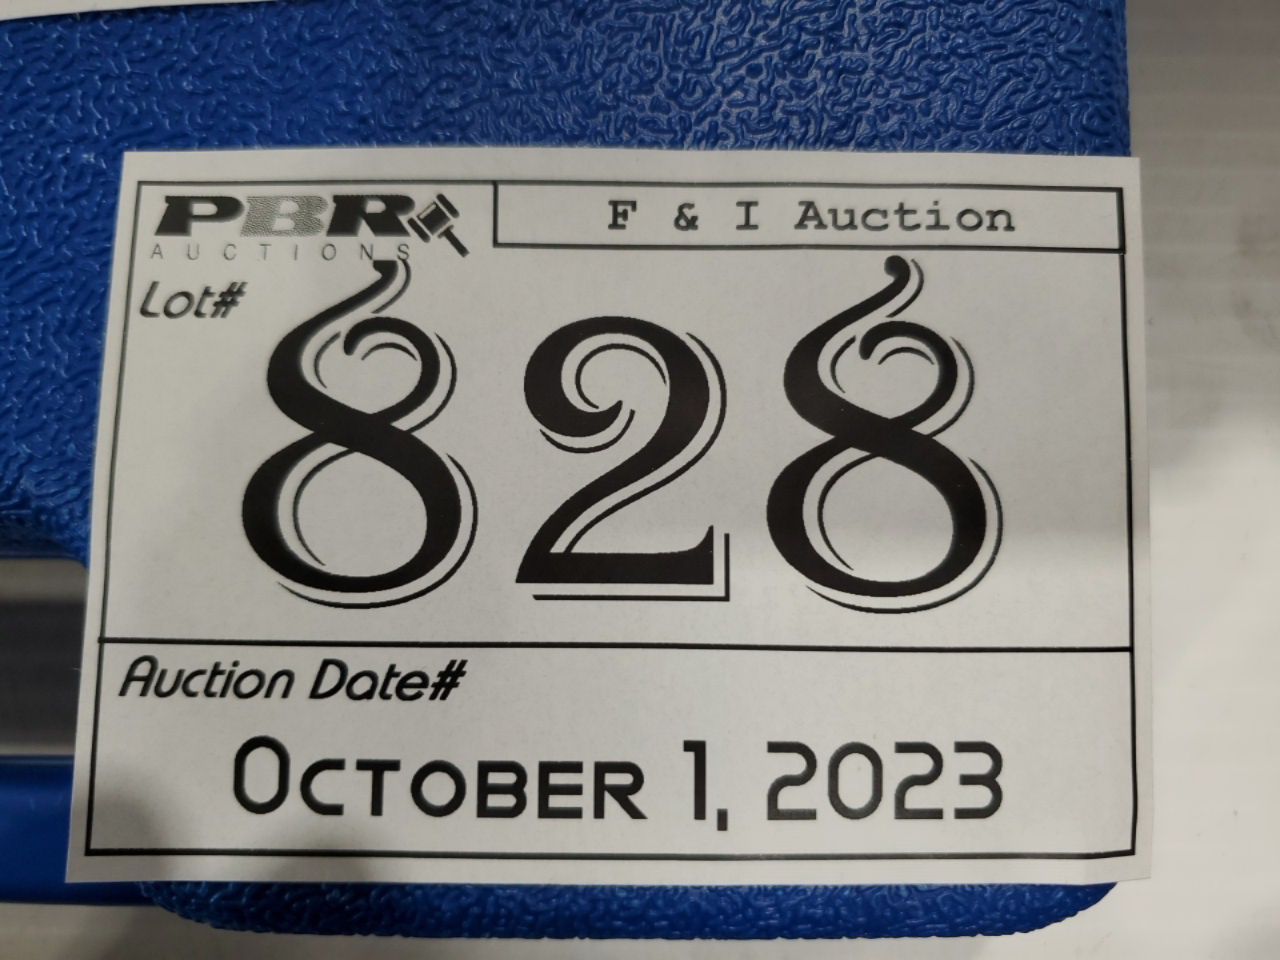 PBR
AUCTIONS
F & I Auction
Lot#
828
Auction Date#
October 1, 2023